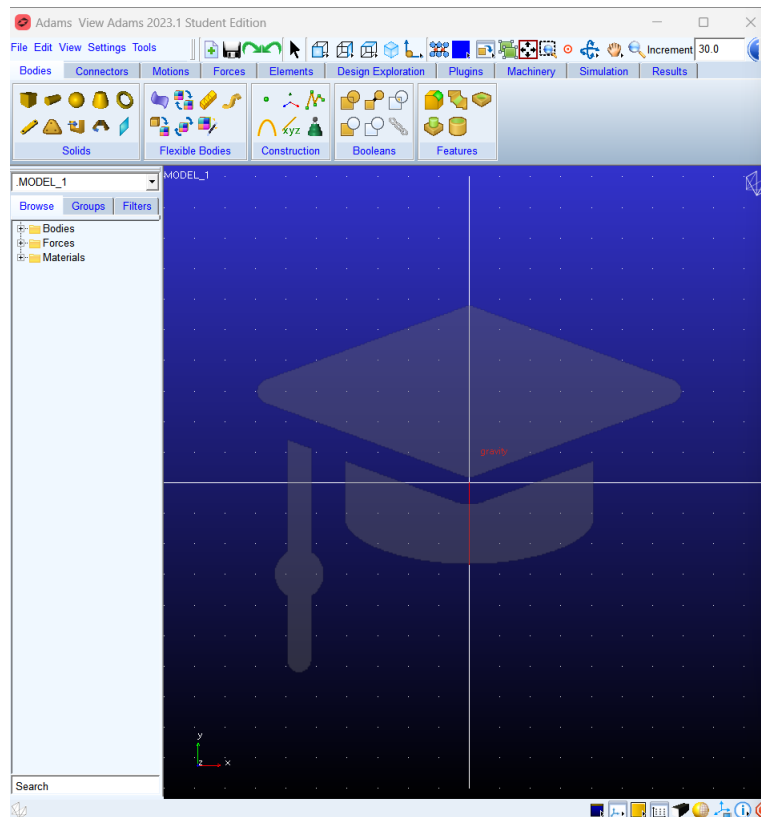 Adams View Adams 2023.1 Student Edition
File Edit View Settings Tools
Increment 30.0
Bodies Connectors Motions Forces Elements Design Exploration Plugins Machinery Simulation Results
xyz
Solids Flexible Bodies Construction Booleans Features
.MODEL_1
MODEL_1
Browse Groups Filters
Bodies
Forces
Materials
gravity
y
z x
Search